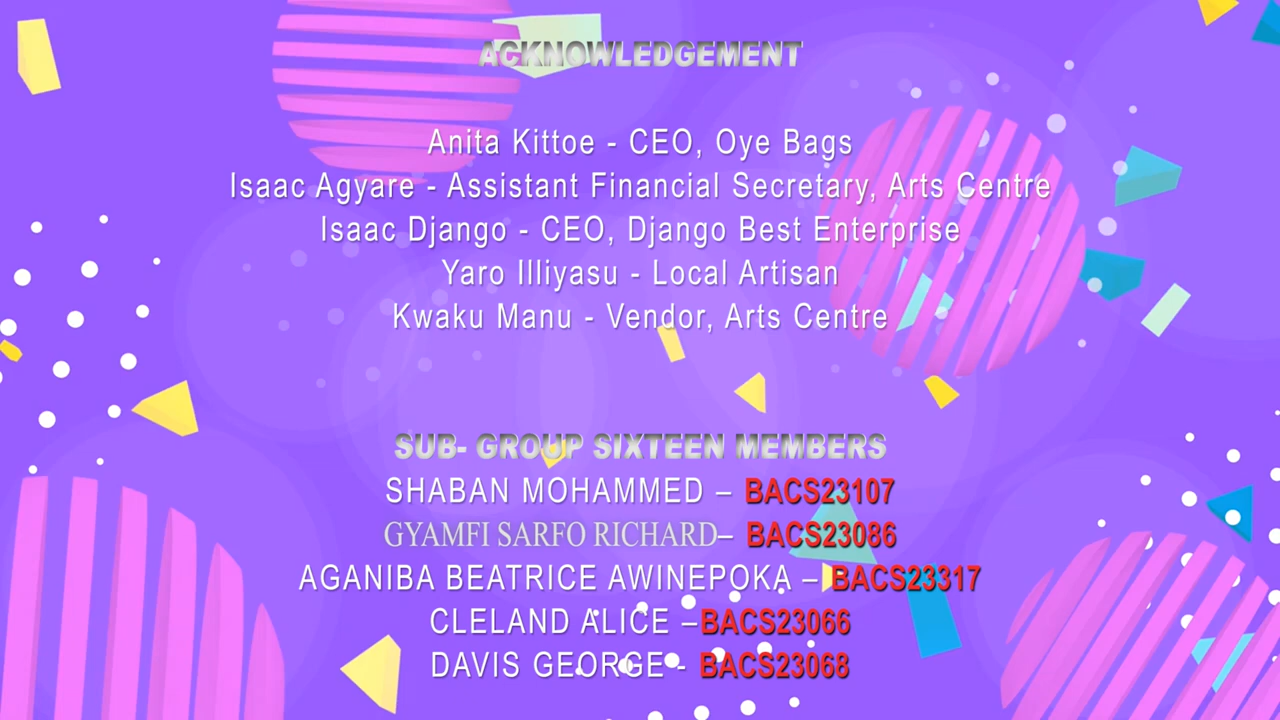 ACKNOWLEDGEMENT
Anita Kittoe - CEO, Oye Bags
Isaac Agyare - Assistant Financial Secretary, Arts Centre
Isaac Django - CEO, Django Best Enterprise
Yaro Illiyasu - Local Artisan
Kwaku Manu - Vendor, Arts Centre
SUB- GROUP SIXTEEN MEMBERS
SHABAN MOHAMMED – BACS23107
GYAMFI SARFO RICHARD– BACS23086
AGANIBA BEATRICE AWINEPOKA – BACS23317
CLELAND ALICE –BACS23066
DAVIS GEORGE - BACS23068